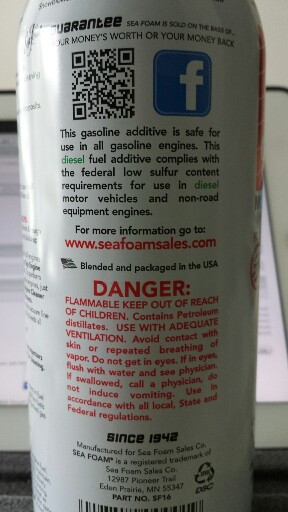 guarantee SEA FOAM IS SOLD ON THE BASIS OF...
YOUR MONEY'S WORTH OR YOUR MONEY BACK
f
This gasoline additive is safe for
use in all gasoline engines. This
diesel fuel additive complies with
the federal low sulfur content
requirements for use in diesel
motor vehicles and non-road
equipment engines.
For more information go to:
www.seafoamsales.com
Blended and packaged in the USA
DANGER:
FLAMMABLE KEEP OUT OF REACH
OF CHILDREN. Contains Petroleum
distillates. USE WITH ADEQUATE
VENTILATION. Avoid contact with
skin or repeated breathing of
vapor. Do not get in eyes. If in eyes,
flush with water and see physician.
If swallowed, call a physician, do
not induce vomiting. Use in
accordance with all local, State and
Federal regulations.
SINCE 1942
Manufactured for Sea Foam Sales Co.
SEA FOAM® is a registered trademark of
Sea Foam Sales Co.
12987 Pioneer Trail
Eden Prairie, MN 55347
PART NO. SF16
DSC